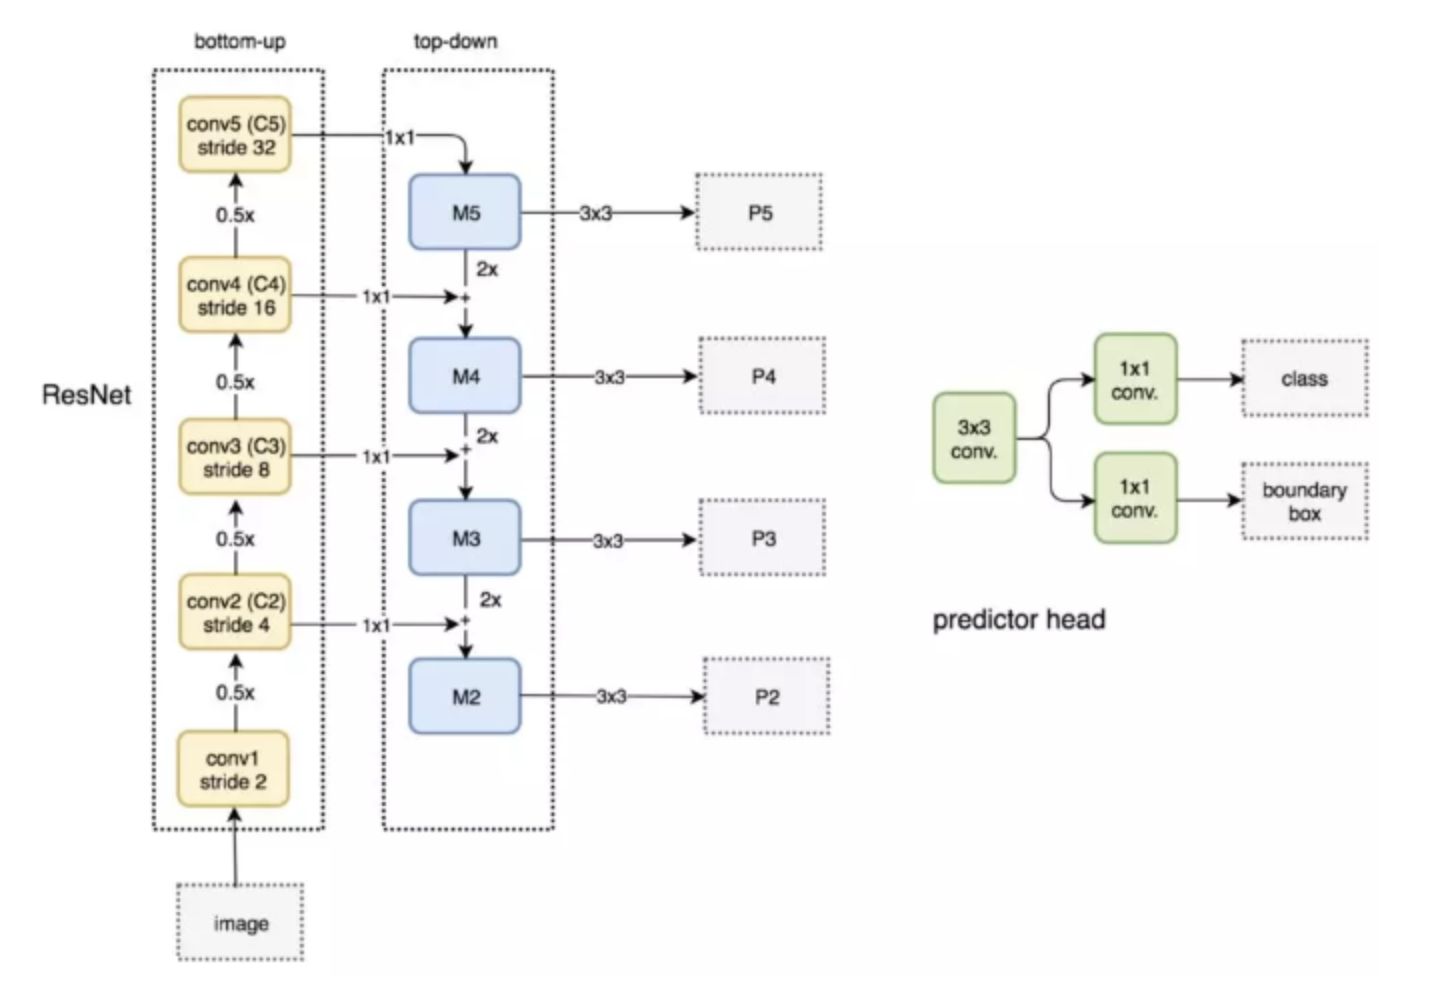 bottom-up
top-down
conv5 (C5)
stride 32
1x1
0.5x
M5
3x3
P5
2x
conv4 (C4)
stride 16
1x1
+
0.5x
M4
3x3
P4
ResNet
2x
conv3 (C3)
stride 8
1x1
+
0.5x
M3
3x3
P3
2x
conv2 (C2)
stride 4
1x1
+
0.5x
M2
3x3
P2
conv1
stride 2
image
3x3
conv.
1x1
conv.
class
1x1
conv.
boundary
box
predictor head